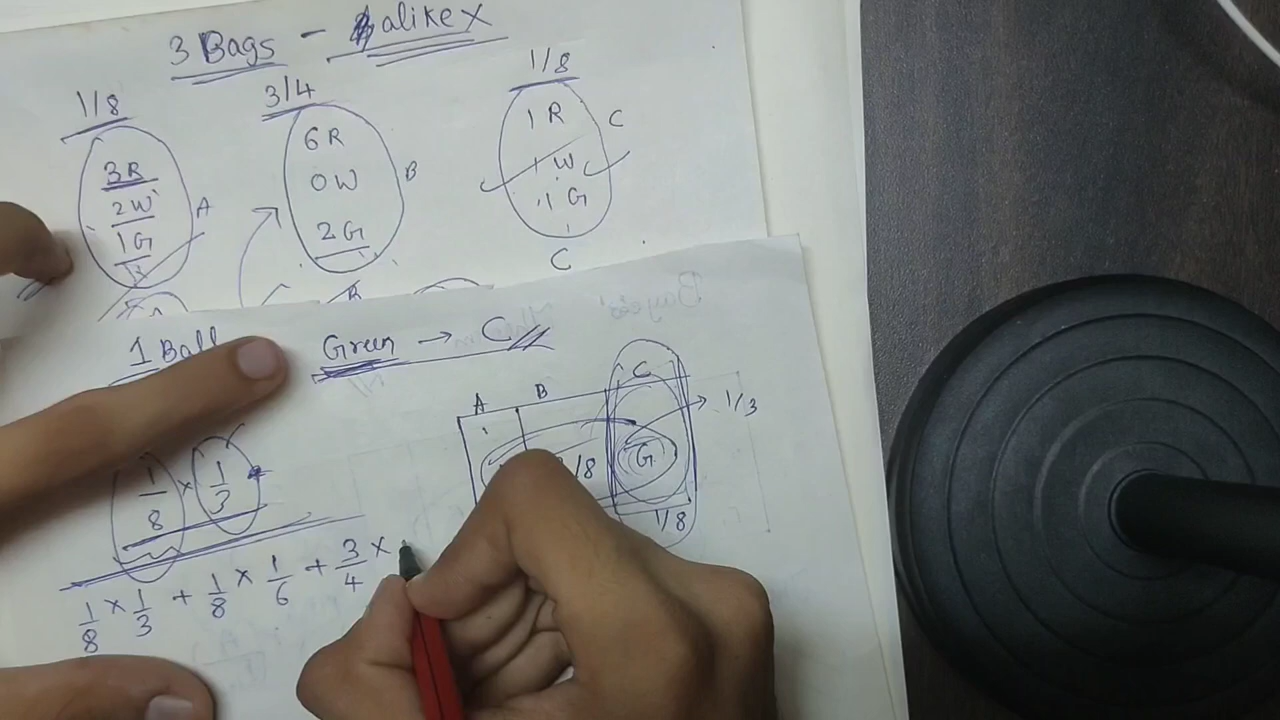 3 Bags - alike X
1/8 3/4 1/8
3R 6R 1R C
2W 0W 1W
1G A 2G B 1G
C
B
1 Ball Green → C
A B C
1/3
1/8 × 1/3
/8 G
1/8
1/8 × 1/3 + 1/8 × 1/6 + 3/4 ×